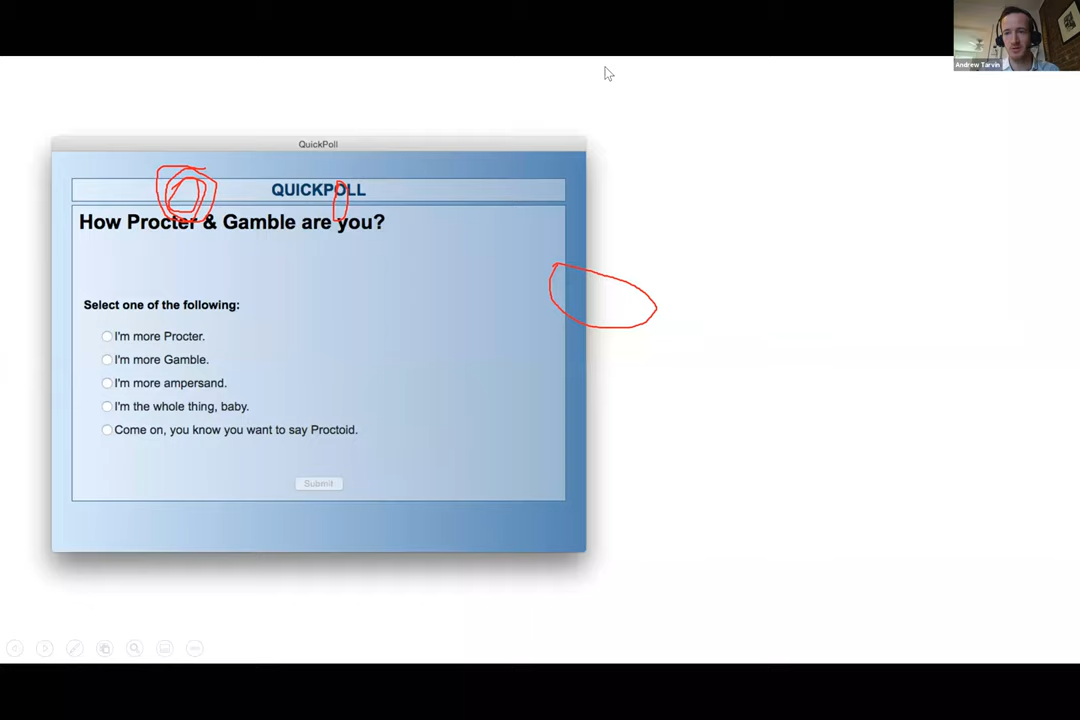 Andrew Tarvin
QuickPoll
QUICKPOLL
How Procter & Gamble are you?
Select one of the following:
I'm more Procter.
I'm more Gamble.
I'm more ampersand.
I'm the whole thing, baby.
Come on, you know you want to say Proctoid.
Submit